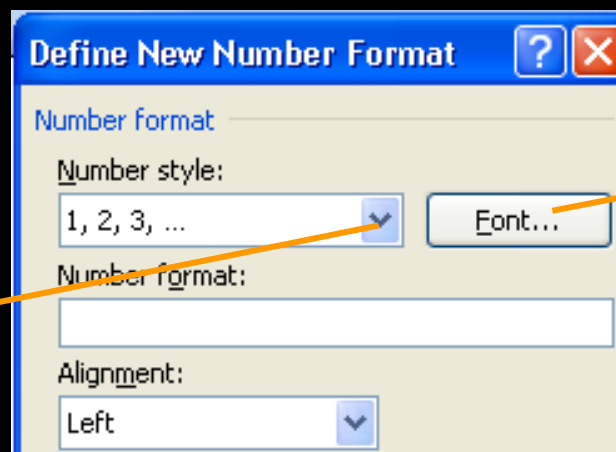 Define New Number Format
Number format
Number style:
1, 2, 3, ...
Font...
Number format:
Alignment:
Left